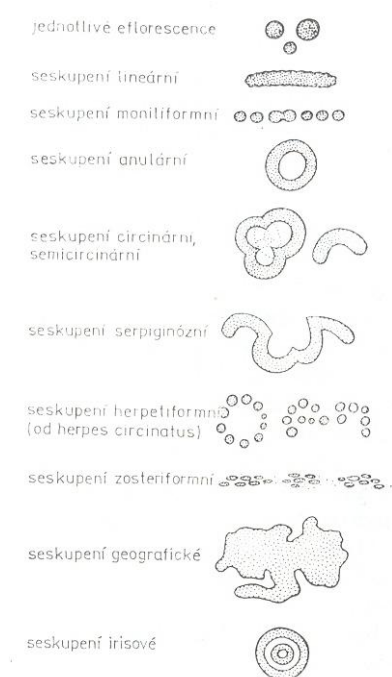 jednotlivé eflorescence
seskupení lineární
seskupení moniliformní
seskupení anulární
seskupení circinární,
semicircinární
seskupení serpiginózní
seskupení herpetiformní
(od herpes circinatus)
seskupení zosteriformní
seskupení geografické
seskupení irisové